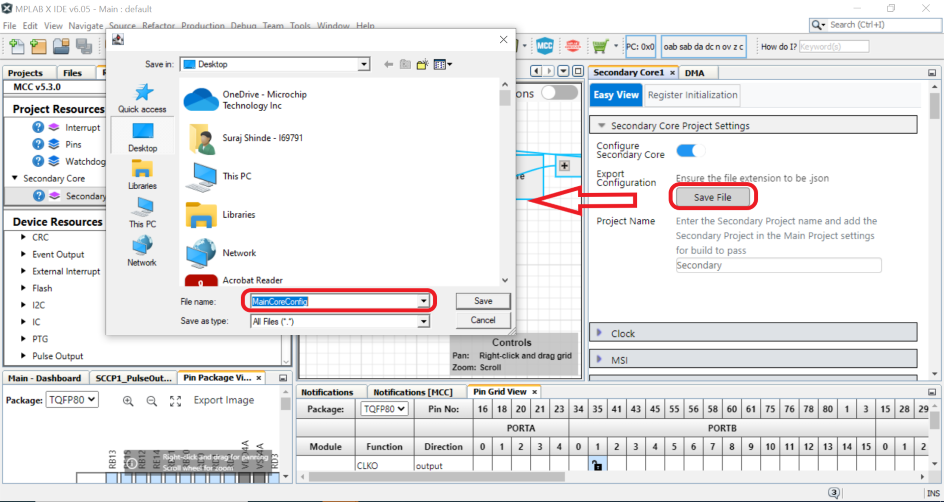 MPLAB X IDE v6.05 - Main : default
File Edit View Navigate Source Refactor Production Debug Team Tools Window Help
Search (Ctrl+I)
PC: 0x0
oab sab da dc n ov z c
How do I?
Keyword(s)
Projects
Files
MCC v5.3.0
Project Resources
Interrupt
Pins
Watchdog
Secondary Core
Secondary
Device Resources
CRC
Event Output
External Interrupt
Flash
I2C
IC
PTG
Pulse Output
Save in:
Desktop
Quick access
Desktop
Libraries
This PC
Network
OneDrive - Microchip
Technology Inc
Suraj Shinde - I69791
This PC
Libraries
Network
Acrobat Reader
File name:
MainCoreConfig
Save
Save as type:
All Files (*.*)
Cancel
ons
re
Controls
Pan: Right-click and drag grid
Zoom: Scroll
Secondary Core1 ×
DMA
Easy View
Register Initialization
Secondary Core Project Settings
Configure
Secondary Core
Export
Configuration
Ensure the file extension to be .json
Save File
Project Name
Enter the Secondary Project name and add the
Secondary Project in the Main Project settings
for build to pass
Secondary
Clock
MSI
Main - Dashboard
SCCP1_PulseOut...
Pin Package Vi... ×
Package:
TQFP80
Export Image
RB13
Right-click and drag for panning
Scroll wheel for zoom
Notifications
Notifications [MCC]
Pin Grid View ×
Package: TQFP80 Pin No: 16 18 20 21 23 34 35 41 43 45 55 56 58 60 61 75 76 78 80 1 3 15 28 29
PORTA PORTB
Module Function Direction 0 1 2 3 4 0 1 2 3 4 5 6 7 8 9 10 11 12 13 14 15 0 1 2
CLKO output
3
INS